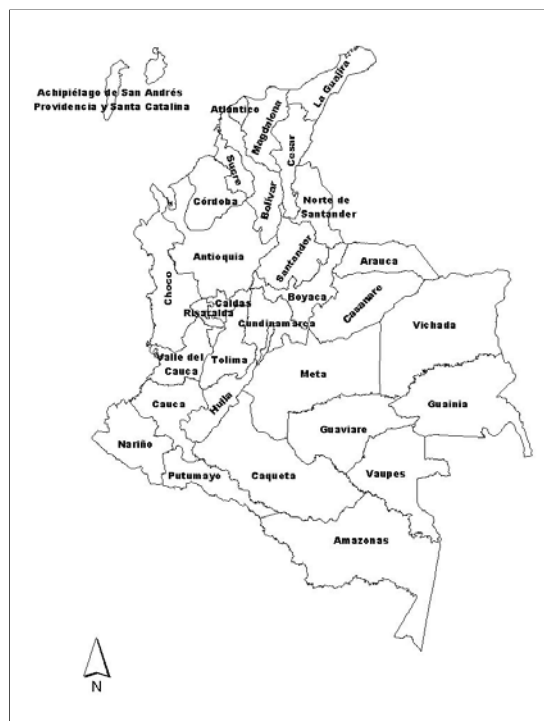 La Guajira
Achipiélago de San Andrés
Providencia y Santa Catalina
Atlántico
Magdalena
Cesar
Sucre
Bolívar
Córdoba
Norte de
Santander
Antioquia
Santander
Arauca
Choco
Caldas
Boyaca
Casanare
Risaralda
Cundinamarca
Vichada
Valle del
Cauca
Tolima
Meta
Cauca
Huila
Guainia
Guaviare
Nariño
Putumayo
Caqueta
Vaupes
Amazonas
N